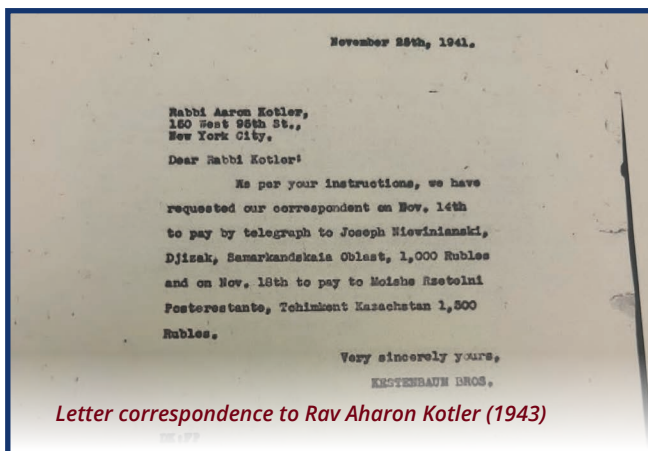 November 25th, 1941.
Rabbi Aaron Kotler,
150 West 95th St.,
New York City.
Dear Rabbi Kotler:
As per your instructions, we have
requested our correspondent on Nov. 14th
to pay by telegraph to Joseph Niewinianski,
Djizak, Samarkandskaia Oblast, 1,000 Rubles
and on Nov. 18th to pay to Moishe Rzetelni
Posterestante, Tchimkent Kazachstan 1,500
Rubles.
Very sincerely yours,
KESTENBAUM BROS.
Letter correspondence to Rav Aharon Kotler (1943)